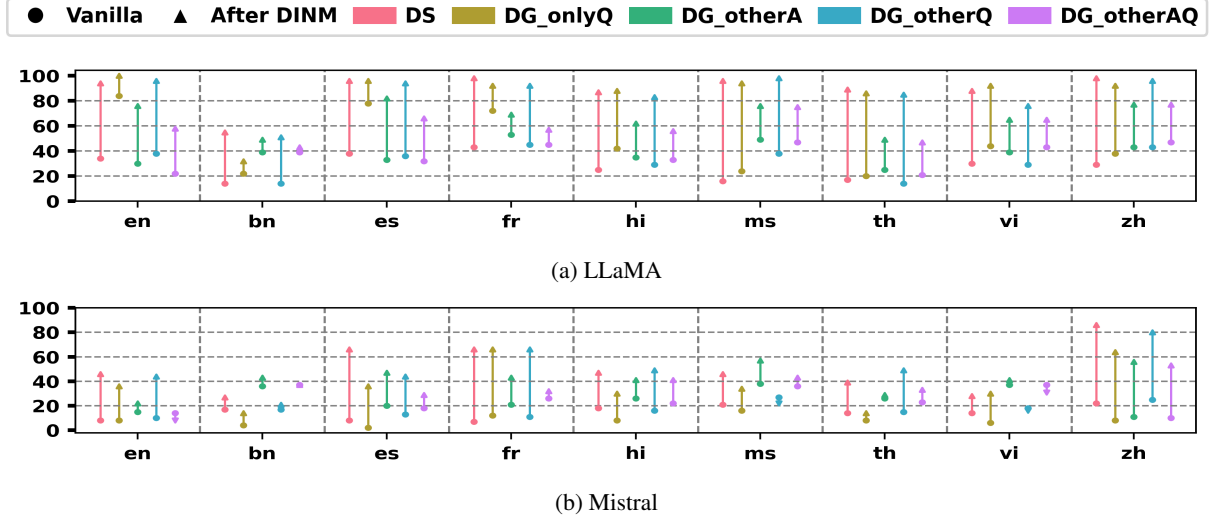 Vanilla After DINM DS DG_onlyQ DG_otherA DG_otherQ DG_otherAQ
100
80
60
40
20
0
en bn es fr hi ms th vi zh
(a) LLaMA
100
80
60
40
20
0
en bn es fr hi ms th vi zh
(b) Mistral